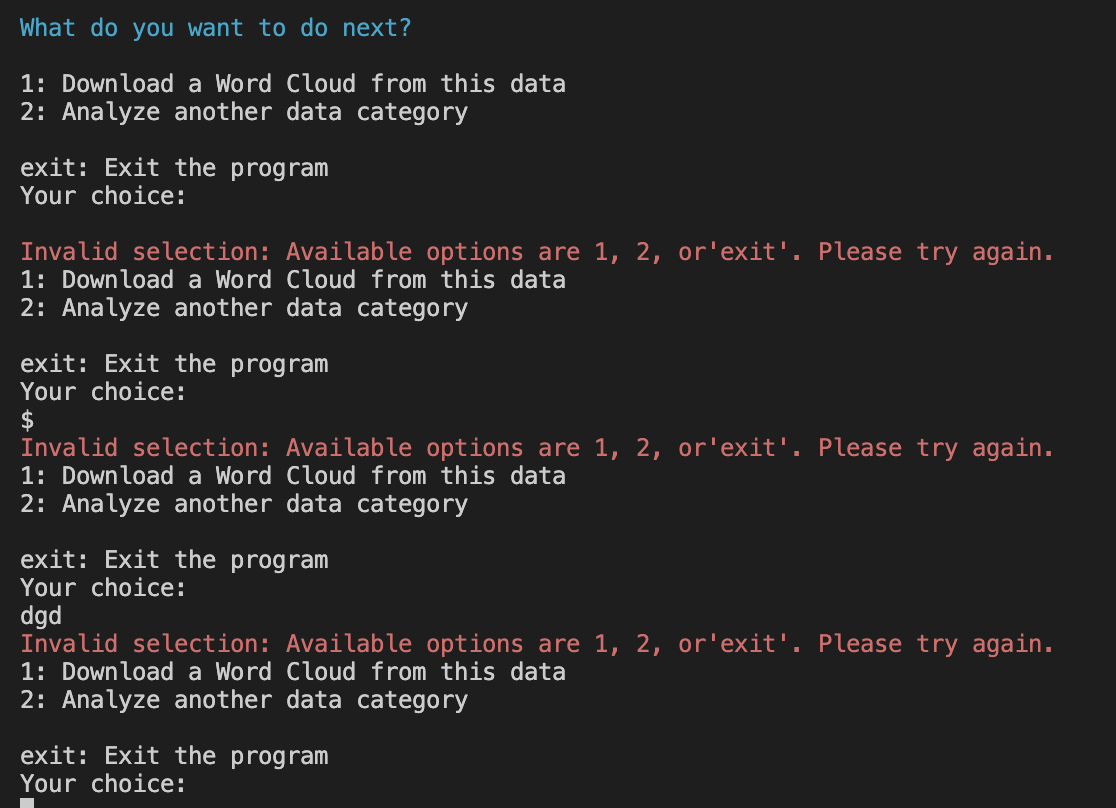 What do you want to do next?
1: Download a Word Cloud from this data
2: Analyze another data category
exit: Exit the program
Your choice:
Invalid selection: Available options are 1, 2, or'exit'. Please try again.
1: Download a Word Cloud from this data
2: Analyze another data category
exit: Exit the program
Your choice:
$
Invalid selection: Available options are 1, 2, or'exit'. Please try again.
1: Download a Word Cloud from this data
2: Analyze another data category
exit: Exit the program
Your choice:
dgd
Invalid selection: Available options are 1, 2, or'exit'. Please try again.
1: Download a Word Cloud from this data
2: Analyze another data category
exit: Exit the program
Your choice: